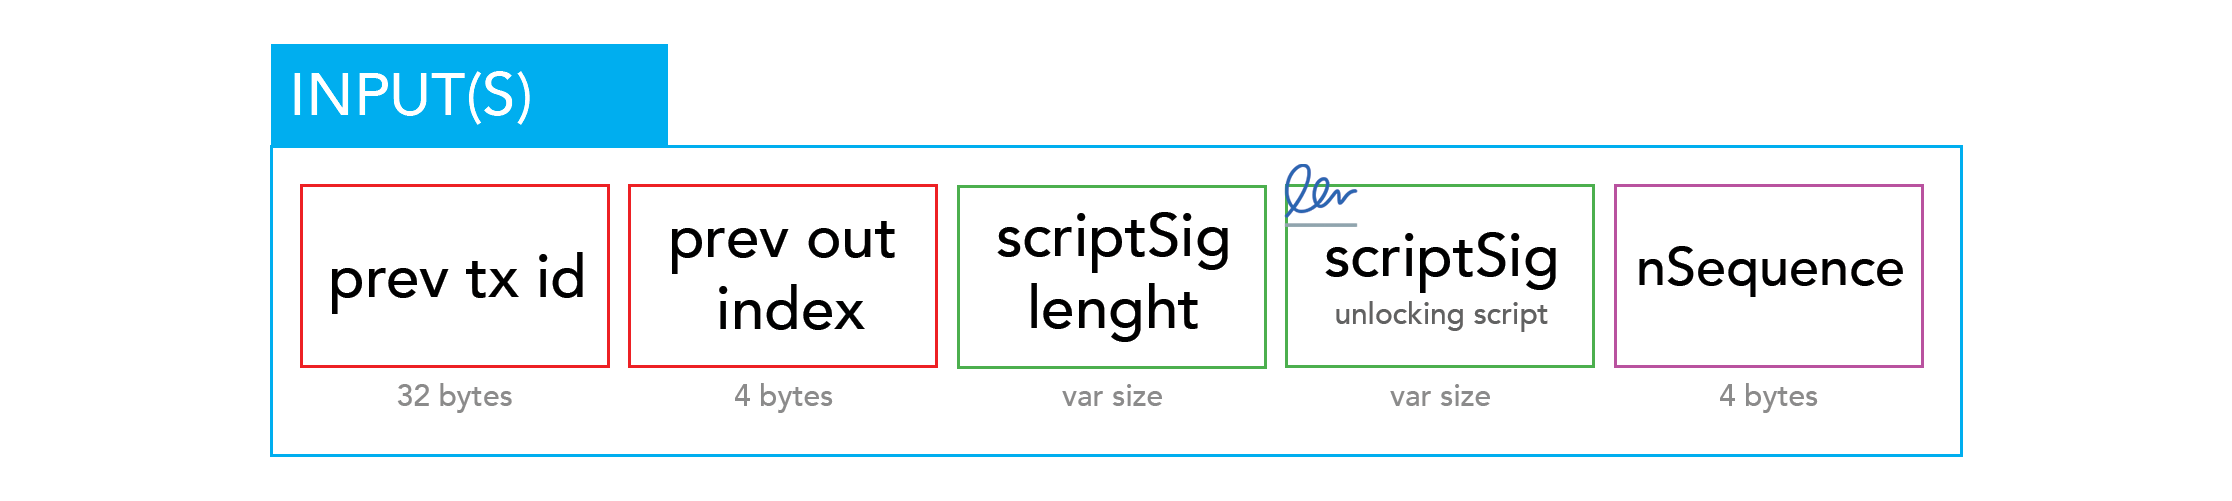 INPUT(S)
prev tx id
32 bytes
prev out
index
4 bytes
scriptSig
lenght
var size
scriptSig
unlocking script
var size
nSequence
4 bytes